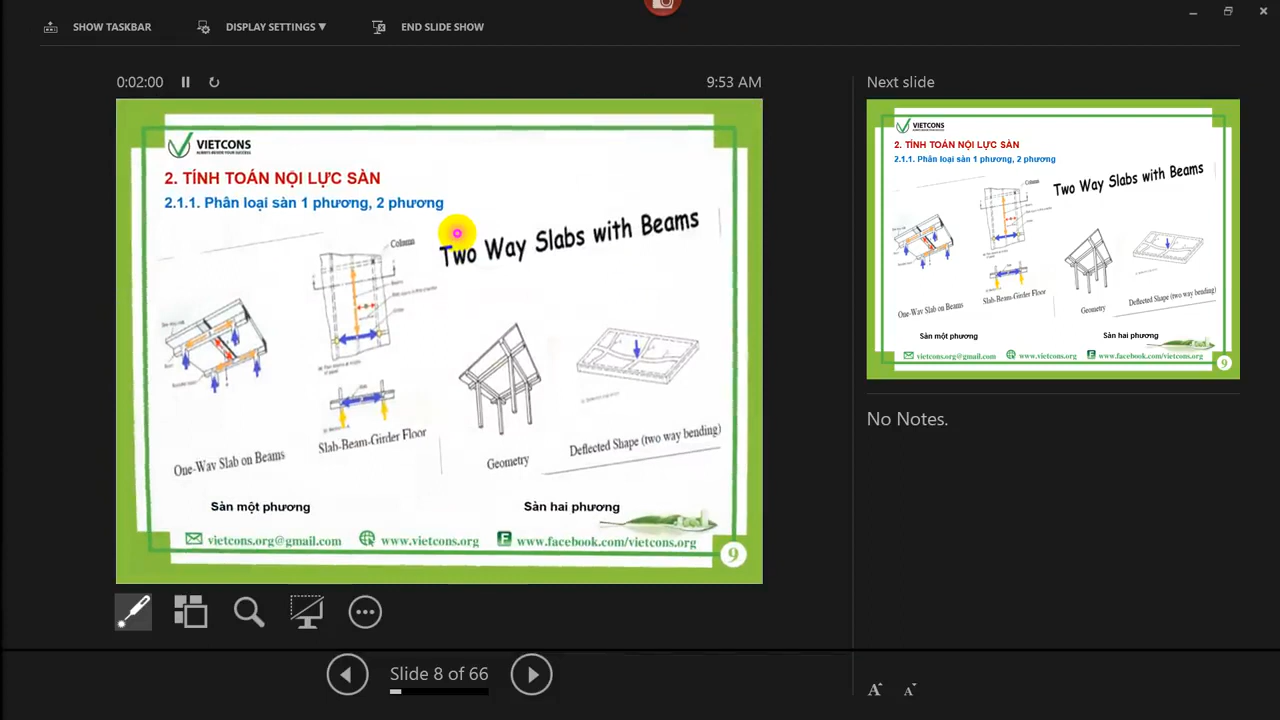 SHOW TASKBAR
DISPLAY SETTINGS ▼
END SLIDE SHOW
0:02:00
9:53 AM
VIETCONS
2. TÍNH TOÁN NỘI LỰC SÀN
2.1.1. Phân loại sàn 1 phương, 2 phương
Two Way Slabs with Beams
Column
One-Way Slab on Beams
Slab-Beam-Girder Floor
Geometry
Deflected Shape (two way bending)
Sàn một phương
Sàn hai phương
vietcons.org@gmail.com
www.vietcons.org
www.facebook.com/vietcons.org
9
Slide 8 of 66
Next slide
VIETCONS
2. TÍNH TOÁN NỘI LỰC SÀN
2.1.1. Phân loại sàn 1 phương, 2 phương
Two Way Slabs with Beams
Column
One-Way Slab on Beams
Slab-Beam-Girder Floor
Geometry
Deflected Shape (two way bending)
Sàn một phương
Sàn hai phương
vietcons.org@gmail.com
www.vietcons.org
www.facebook.com/vietcons.org
9
No Notes.
A A